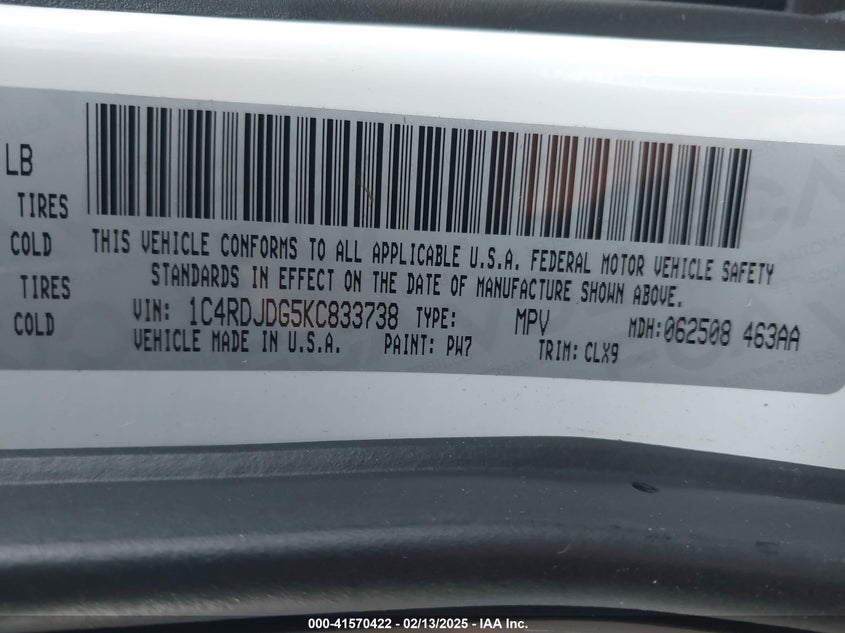 LB
TIRES
COLD
TIRES
COLD
THIS VEHICLE CONFORMS TO ALL APPLICABLE U.S.A. FEDERAL MOTOR VEHICLE SAFETY
STANDARDS IN EFFECT ON THE DATE OF MANUFACTURE SHOWN ABOVE.
VIN: 1C4RDJDG5KC833738 TYPE: MPV MDH:062508 463AA
VEHICLE MADE IN U.S.A. PAINT: PW7 TRIM: CLX9
000-41570422 - 02/13/2025 - IAA Inc.